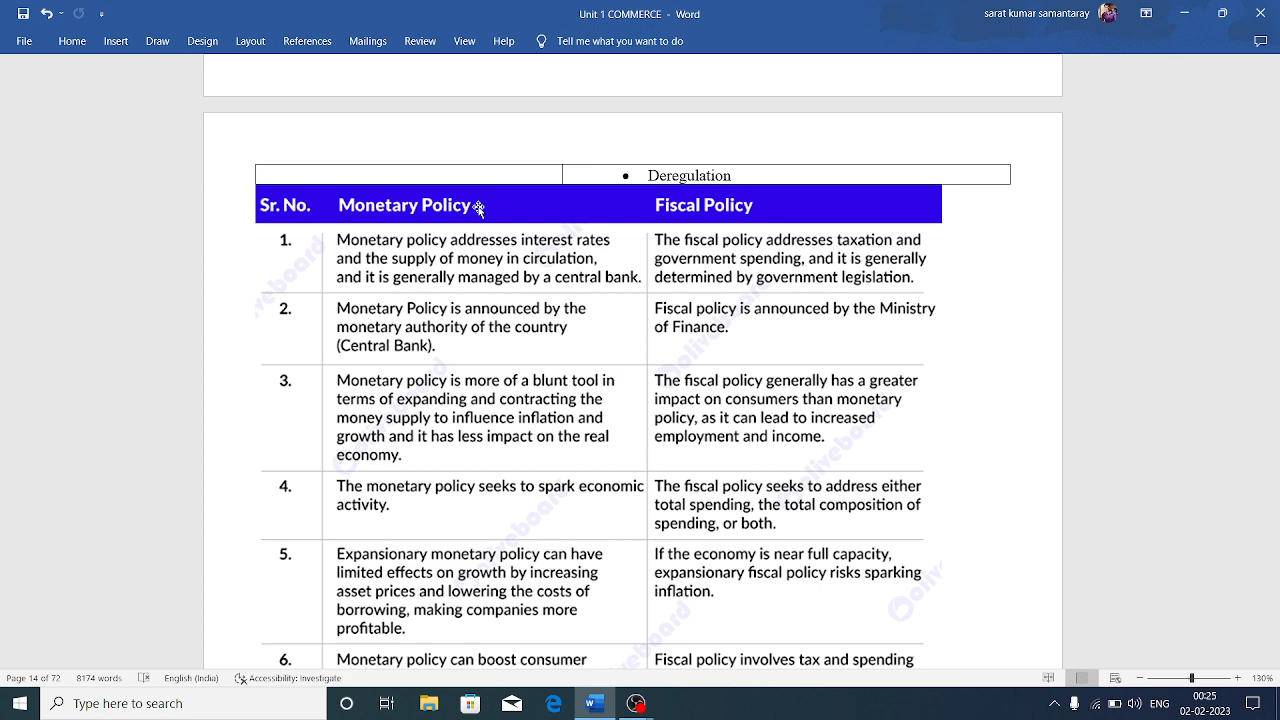 Unit 1 COMMERCE - Word
sarat kumar samantaray
File Home Insert Draw Design Layout References Mailings Review View Help Tell me what you want to do
• Deregulation
Sr. No. Monetary Policy Fiscal Policy
1. Monetary policy addresses interest rates The fiscal policy addresses taxation and
and the supply of money in circulation, government spending, and it is generally
and it is generally managed by a central bank. determined by government legislation.
2. Monetary Policy is announced by the Fiscal policy is announced by the Ministry
monetary authority of the country of Finance.
(Central Bank).
3. Monetary policy is more of a blunt tool in The fiscal policy generally has a greater
terms of expanding and contracting the impact on consumers than monetary
money supply to influence inflation and policy, as it can lead to increased
growth and it has less impact on the real employment and income.
economy.
4. The monetary policy seeks to spark economic The fiscal policy seeks to address either
activity. total spending, the total composition of
spending, or both.
5. Expansionary monetary policy can have If the economy is near full capacity,
limited effects on growth by increasing expansionary fiscal policy risks sparking
asset prices and lowering the costs of inflation.
borrowing, making companies more
profitable.
6. Monetary policy can boost consumer Fiscal policy involves tax and spending
oliveboard
Page 14 of 72 8174 words English (India) Accessibility: Investigate 130%
Type here to search
00:25
02-02-2023